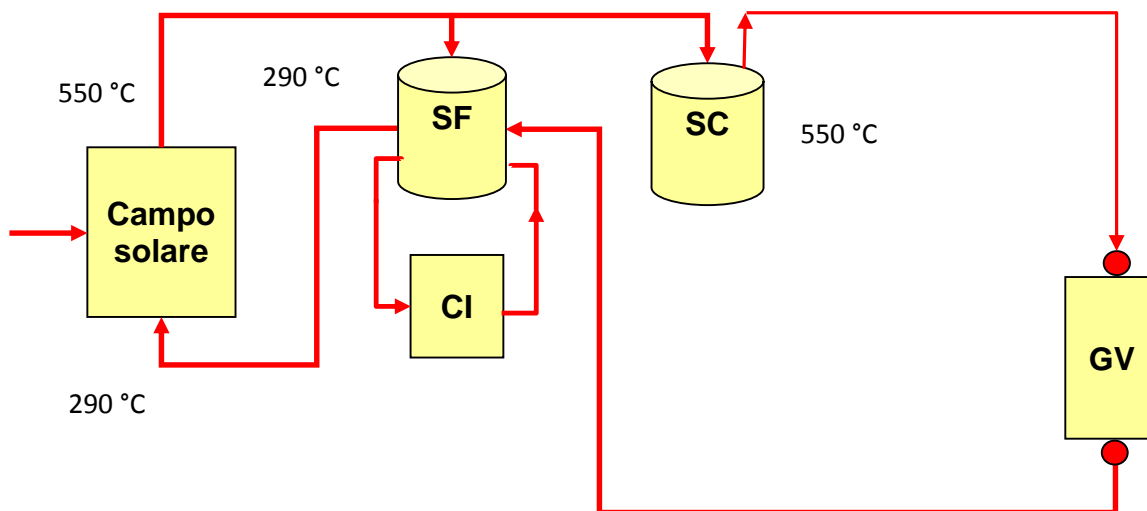 550 °C
290 °C
SF
SC
550 °C
Campo
solare
CI
GV
290 °C